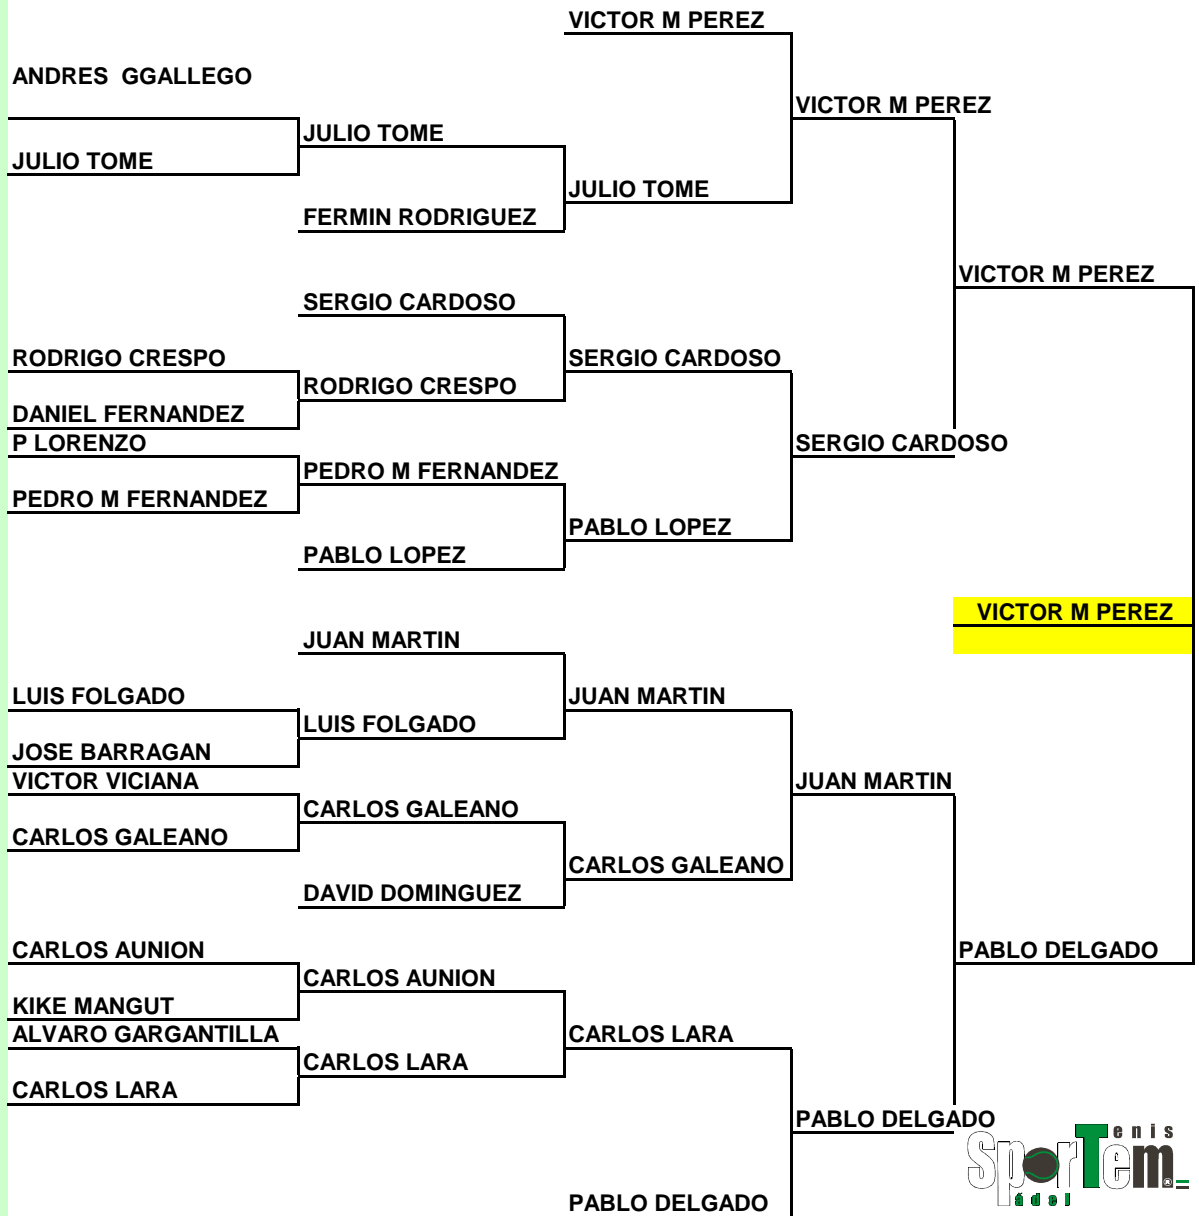 VICTOR M PEREZ
ANDRES  GGALLEGO
VICTOR M PEREZ
JULIO TOME
JULIO TOME
JULIO TOME
FERMIN RODRIGUEZ
VICTOR M PEREZ
SERGIO CARDOSO
RODRIGO CRESPO
SERGIO CARDOSO
RODRIGO CRESPO
DANIEL FERNANDEZ
P LORENZO
SERGIO CARDOSO
PEDRO M FERNANDEZ
PEDRO M FERNANDEZ
PABLO LOPEZ
PABLO LOPEZ
VICTOR M PEREZ
JUAN MARTIN
LUIS FOLGADO
JUAN MARTIN
LUIS FOLGADO
JOSE BARRAGAN
VICTOR VICIANA
JUAN MARTIN
CARLOS GALEANO
CARLOS GALEANO
CARLOS GALEANO
DAVID DOMINGUEZ
CARLOS AUNION
PABLO DELGADO
CARLOS AUNION
KIKE MANGUT
ALVARO GARGANTILLA
CARLOS LARA
CARLOS LARA
CARLOS LARA
PABLO DELGADO
enis
SporTem
ádel
PABLO DELGADO